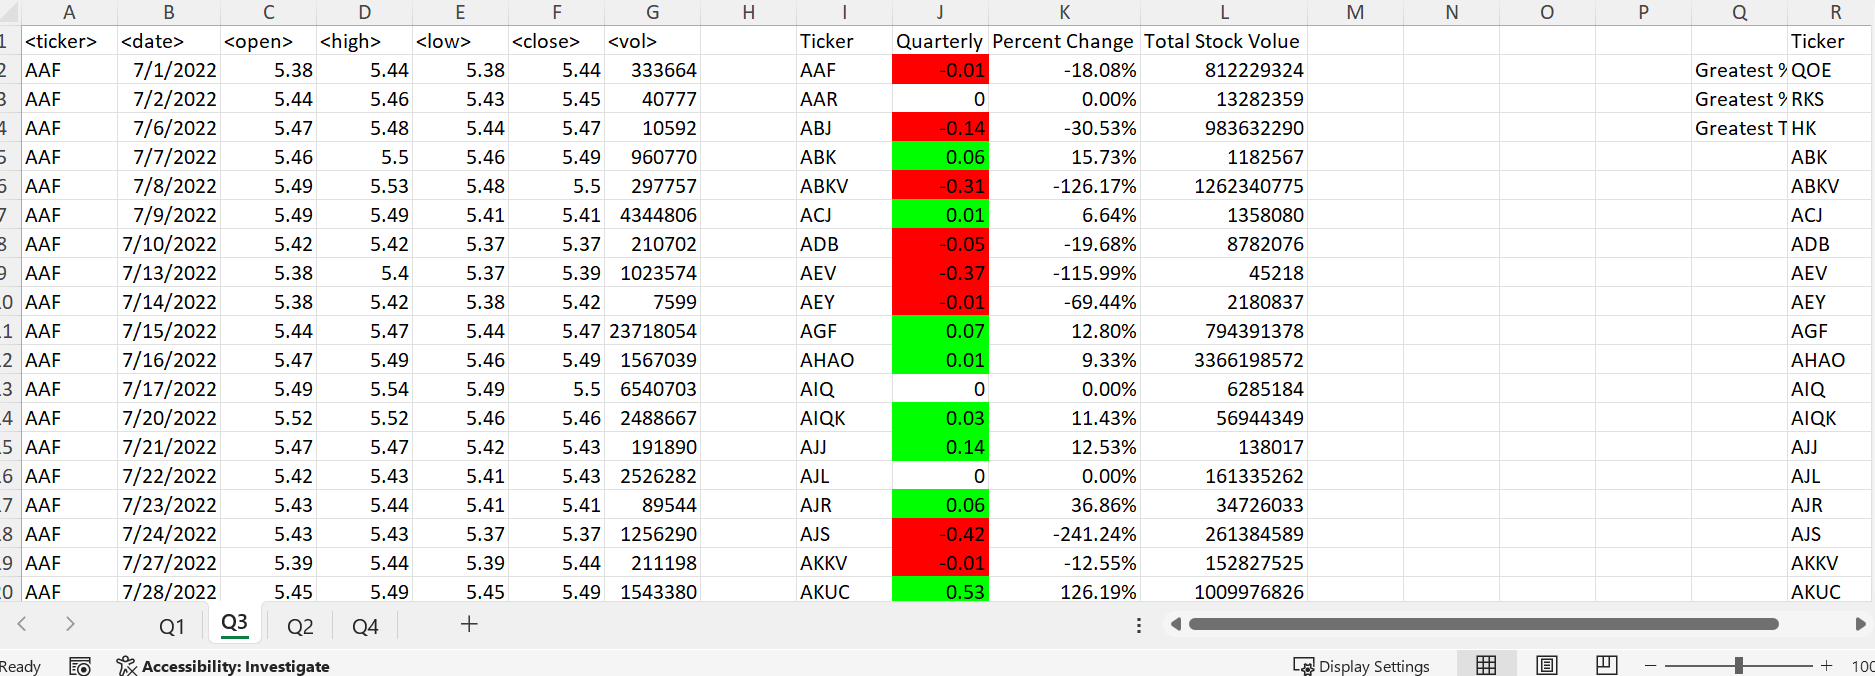 A B C D E F G H I J K L M N O P Q R
1 <ticker> <date> <open> <high> <low> <close> <vol> Ticker Quarterly Percent Change Total Stock Volue Ticker
2 AAF 7/1/2022 5.38 5.44 5.38 5.44 333664 AAF -0.01 -18.08% 812229324 Greatest % QOE
3 AAF 7/2/2022 5.44 5.46 5.43 5.45 40777 AAR 0 0.00% 13282359 Greatest % RKS
4 AAF 7/6/2022 5.47 5.48 5.44 5.47 10592 ABJ -0.14 -30.53% 983632290 Greatest T HK
5 AAF 7/7/2022 5.46 5.5 5.46 5.49 960770 ABK 0.06 15.73% 1182567 ABK
6 AAF 7/8/2022 5.49 5.53 5.48 5.5 297757 ABKV -0.31 -126.17% 1262340775 ABKV
7 AAF 7/9/2022 5.49 5.49 5.41 5.41 4344806 ACJ 0.01 6.64% 1358080 ACJ
8 AAF 7/10/2022 5.42 5.42 5.37 5.37 210702 ADB -0.05 -19.68% 8782076 ADB
9 AAF 7/13/2022 5.38 5.4 5.37 5.39 1023574 AEV -0.37 -115.99% 45218 AEV
0 AAF 7/14/2022 5.38 5.42 5.38 5.42 7599 AEY -0.01 -69.44% 2180837 AEY
1 AAF 7/15/2022 5.44 5.47 5.44 5.47 23718054 AGF 0.07 12.80% 794391378 AGF
2 AAF 7/16/2022 5.47 5.49 5.46 5.49 1567039 AHAO 0.01 9.33% 3366198572 AHAO
3 AAF 7/17/2022 5.49 5.54 5.49 5.5 6540703 AIQ 0 0.00% 6285184 AIQ
4 AAF 7/20/2022 5.52 5.52 5.46 5.46 2488667 AIQK 0.03 11.43% 56944349 AIQK
5 AAF 7/21/2022 5.47 5.47 5.42 5.43 191890 AJJ 0.14 12.53% 138017 AJJ
6 AAF 7/22/2022 5.42 5.43 5.41 5.43 2526282 AJL 0 0.00% 161335262 AJL
7 AAF 7/23/2022 5.43 5.44 5.41 5.41 89544 AJR 0.06 36.86% 34726033 AJR
8 AAF 7/24/2022 5.43 5.43 5.37 5.37 1256290 AJS -0.42 -241.24% 261384589 AJS
9 AAF 7/27/2022 5.39 5.44 5.39 5.44 211198 AKKV -0.01 -12.55% 152827525 AKKV
0 AAF 7/28/2022 5.45 5.49 5.45 5.49 1543380 AKUC 0.53 126.19% 1009976826 AKUC
Q1 Q3 Q2 Q4 +
Ready Accessibility: Investigate Display Settings − + 100